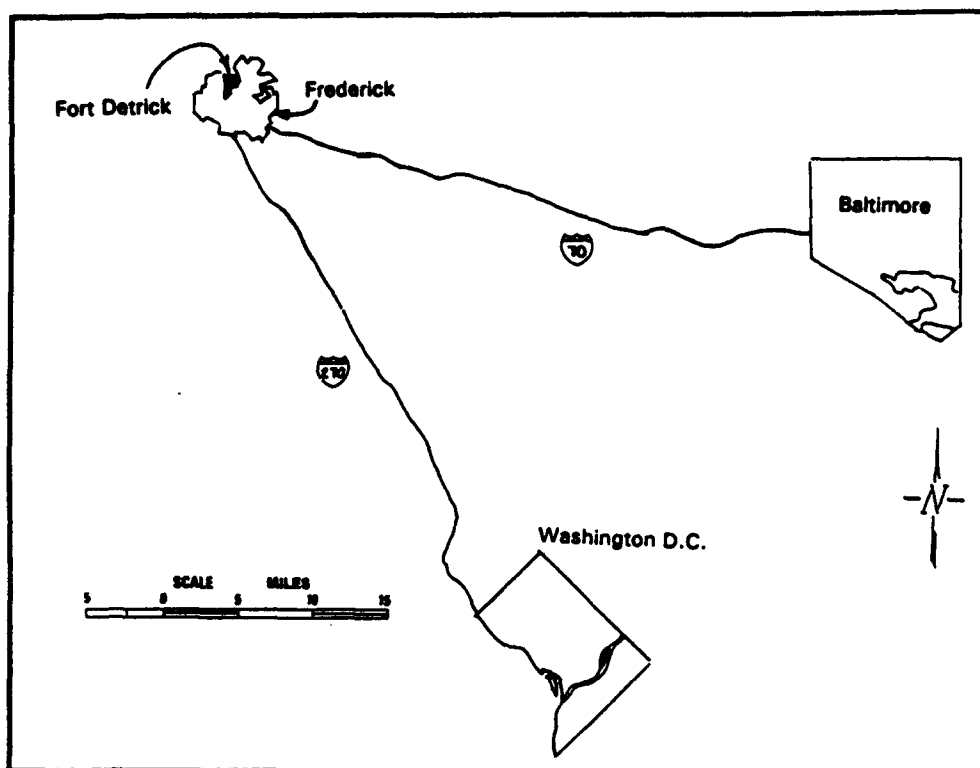 Fort Detrick
Frederick
Baltimore
70
270
Washington D.C.
N
SCALE MILES
5 0 5 10 15